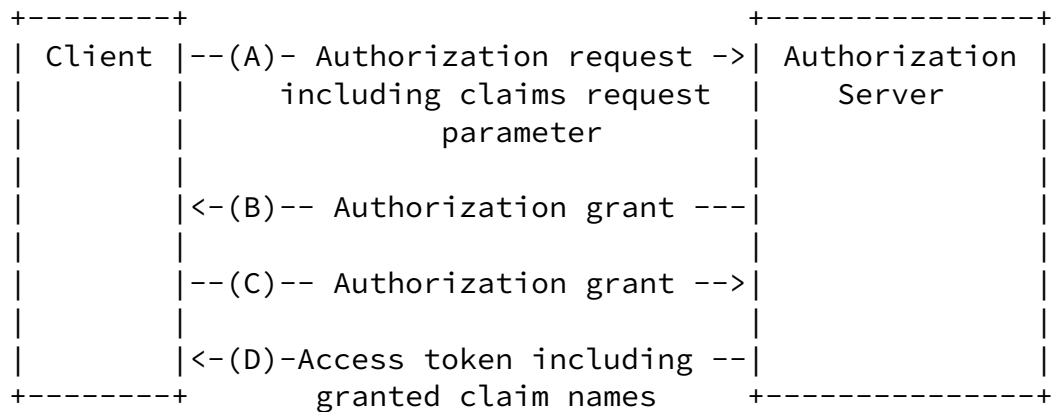 +--------+                                     +---------------+
| Client |--(A)- Authorization request ->| Authorization |
|        |     including claims request  |    Server     |
|        |            parameter          |               |
|        |                               |               |
|        |<-(B)-- Authorization grant ---|               |
|        |                               |               |
|        |--(C)-- Authorization grant -->|               |
|        |                               |               |
|        |<-(D)-Access token including --|               |
+--------+      granted claim names      +---------------+